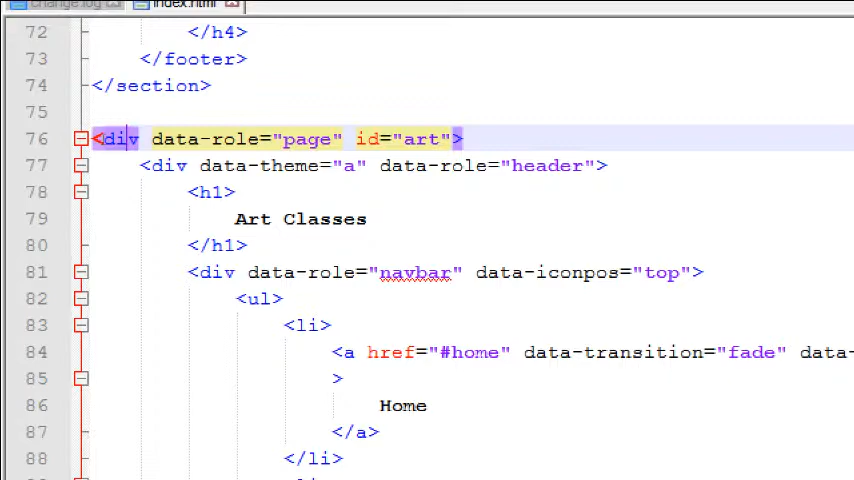 change.log index.html
72 </h4>
73 </footer>
74 </section>
75
76 <div data-role="page" id="art">
77 <div data-theme="a" data-role="header">
78 <h1>
79 Art Classes
80 </h1>
81 <div data-role="navbar" data-iconpos="top">
82 <ul>
83 <li>
84 <a href="#home" data-transition="fade" data-
85 >
86 Home
87 </a>
88 </li>